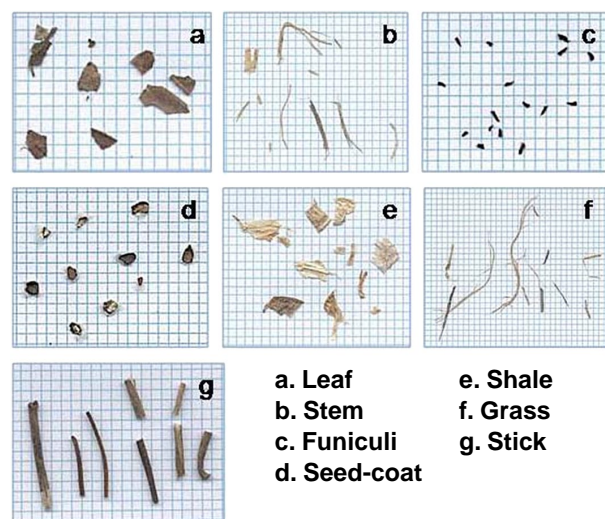 a
b
c
d
e
f
g
a. Leaf
b. Stem
c. Funiculi
d. Seed-coat
e. Shale
f. Grass
g. Stick